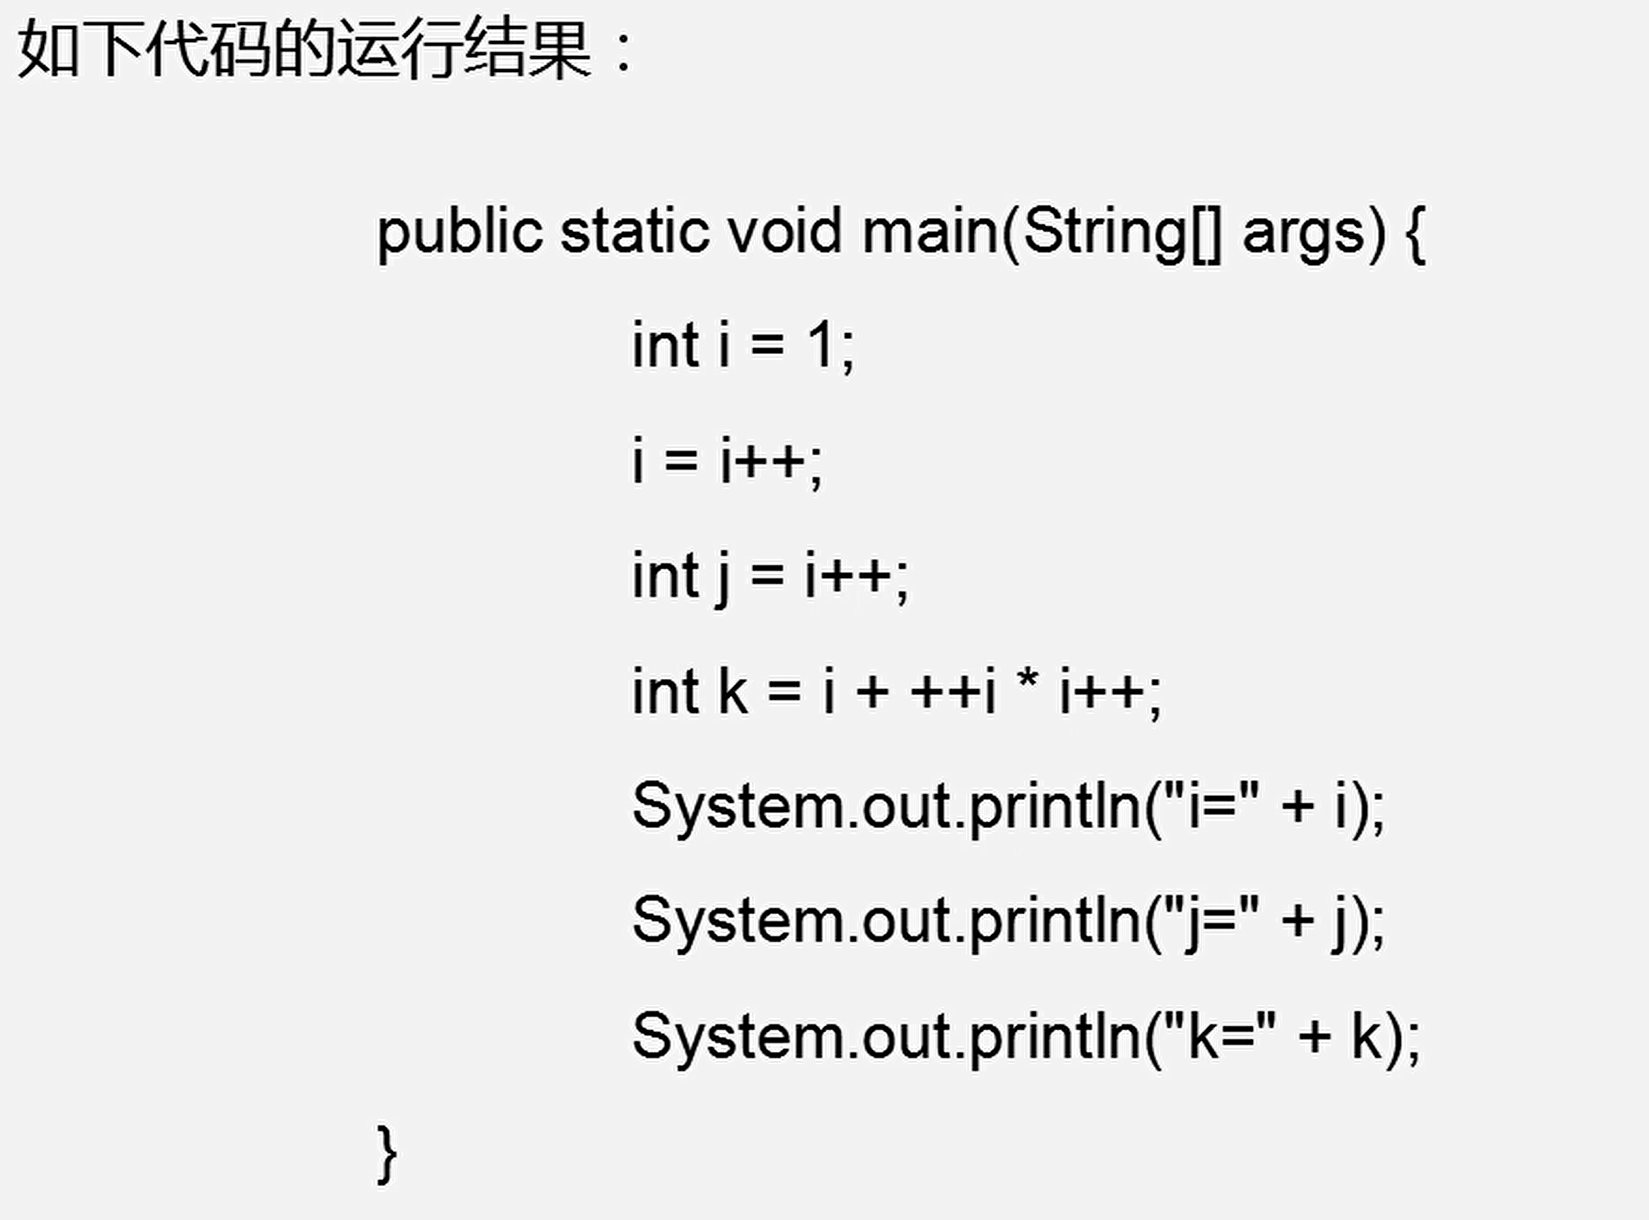 如下代码的运行结果：
public static void main(String[] args) {
int i = 1;
i = i++;
int j = i++;
int k = i + ++i * i++;
System.out.println("i=" + i);
System.out.println("j=" + j);
System.out.println("k=" + k);
}